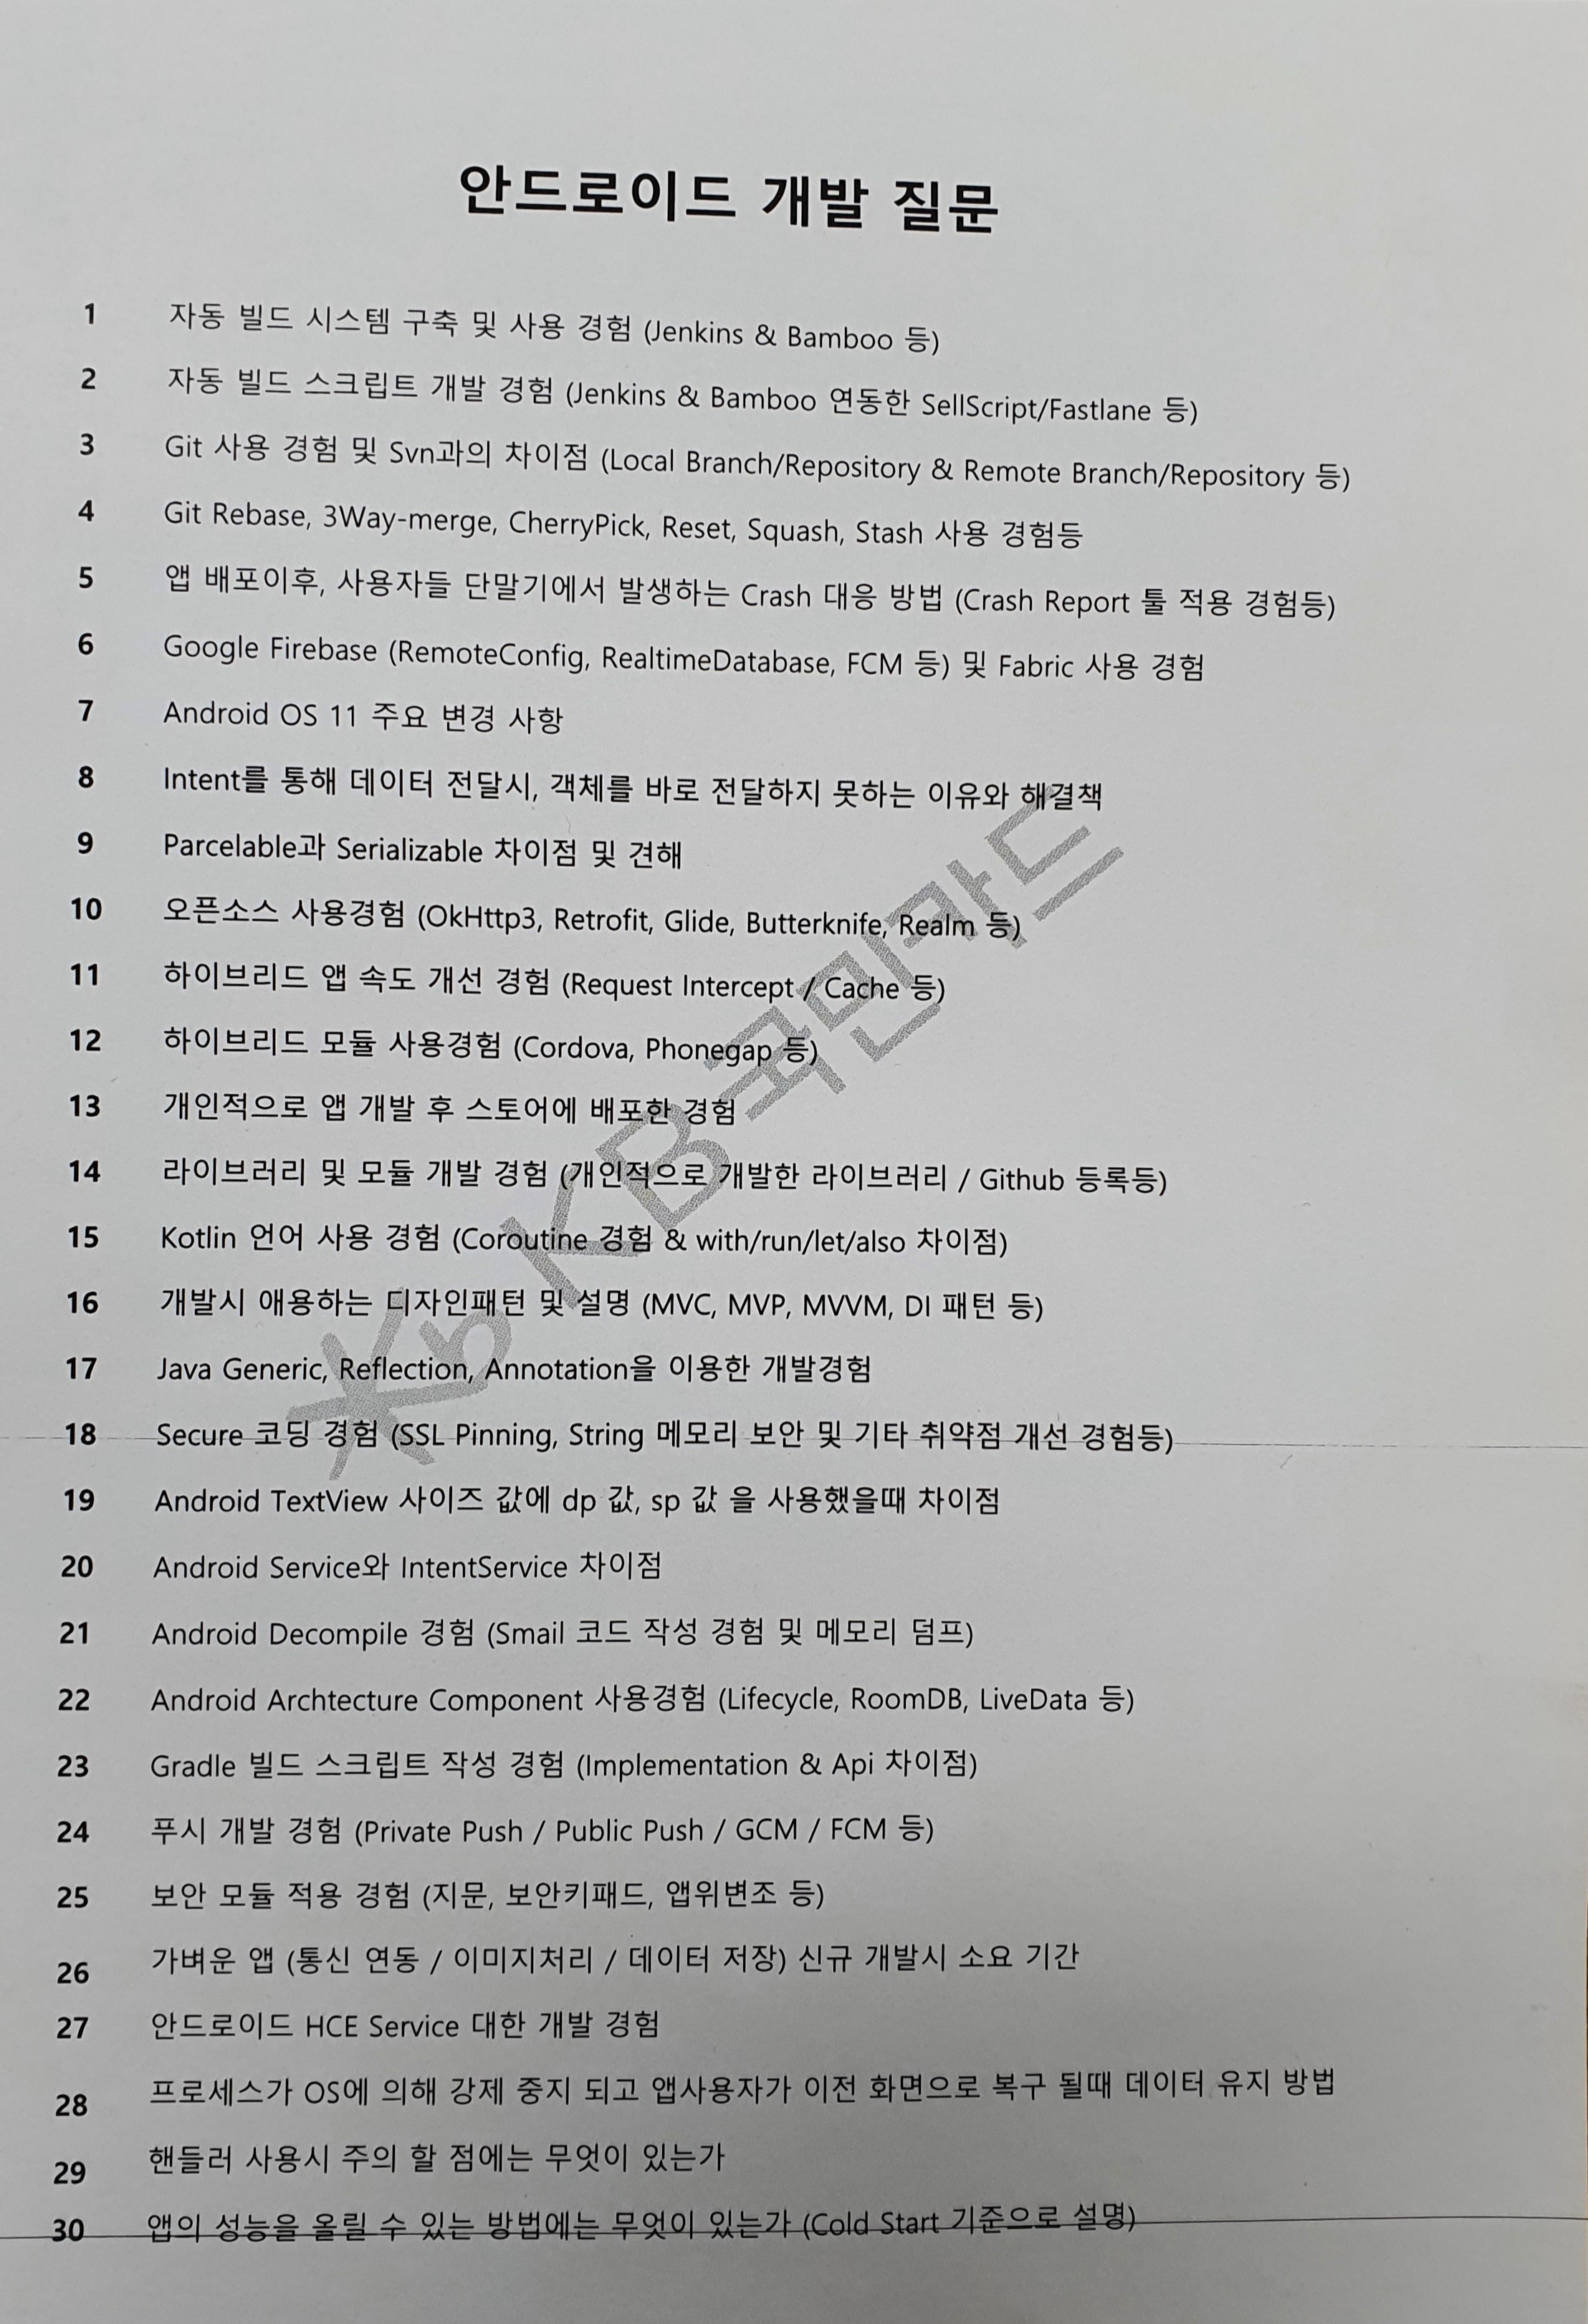 안드로이드 개발 질문
1 자동 빌드 시스템 구축 및 사용 경험 (Jenkins & Bamboo 등)
2 자동 빌드 스크립트 개발 경험 (Jenkins & Bamboo 연동한 SellScript/Fastlane 등)
3 Git 사용 경험 및 Svn과의 차이점 (Local Branch/Repository & Remote Branch/Repository 등)
4 Git Rebase, 3Way-merge, CherryPick, Reset, Squash, Stash 사용 경험등
5 앱 배포이후, 사용자들 단말기에서 발생하는 Crash 대응 방법 (Crash Report 툴 적용 경험등)
6 Google Firebase (RemoteConfig, RealtimeDatabase, FCM 등) 및 Fabric 사용 경험
7 Android OS 11 주요 변경 사항
8 Intent를 통해 데이터 전달시, 객체를 바로 전달하지 못하는 이유와 해결책
9 Parcelable과 Serializable 차이점 및 견해
10 오픈소스 사용경험 (OkHttp3, Retrofit, Glide, Butterknife, Realm 등)
11 하이브리드 앱 속도 개선 경험 (Request Intercept / Cache 등)
12 하이브리드 모듈 사용경험 (Cordova, Phonegap 등)
13 개인적으로 앱 개발 후 스토어에 배포한 경험
14 라이브러리 및 모듈 개발 경험 (개인적으로 개발한 라이브러리 / Github 등록등)
15 Kotlin 언어 사용 경험 (Coroutine 경험 & with/run/let/also 차이점)
16 개발시 애용하는 디자인패턴 및 설명 (MVC, MVP, MVVM, DI 패턴 등)
17 Java Generic, Reflection, Annotation을 이용한 개발경험
18 Secure 코딩 경험 (SSL Pinning, String 메모리 보안 및 기타 취약점 개선 경험등)
19 Android TextView 사이즈 값에 dp 값, sp 값 을 사용했을때 차이점
20 Android Service와 IntentService 차이점
21 Android Decompile 경험 (Smail 코드 작성 경험 및 메모리 덤프)
22 Android Archtecture Component 사용경험 (Lifecycle, RoomDB, LiveData 등)
23 Gradle 빌드 스크립트 작성 경험 (Implementation & Api 차이점)
24 푸시 개발 경험 (Private Push / Public Push / GCM / FCM 등)
25 보안 모듈 적용 경험 (지문, 보안키패드, 앱위변조 등)
26 가벼운 앱 (통신 연동 / 이미지처리 / 데이터 저장) 신규 개발시 소요 기간
27 안드로이드 HCE Service 대한 개발 경험
28 프로세스가 OS에 의해 강제 중지 되고 앱사용자가 이전 화면으로 복구 될때 데이터 유지 방법
29 핸들러 사용시 주의 할 점에는 무엇이 있는가
30 앱의 성능을 올릴 수 있는 방법에는 무엇이 있는가 (Cold Start 기준으로 설명)
KB 국민카드